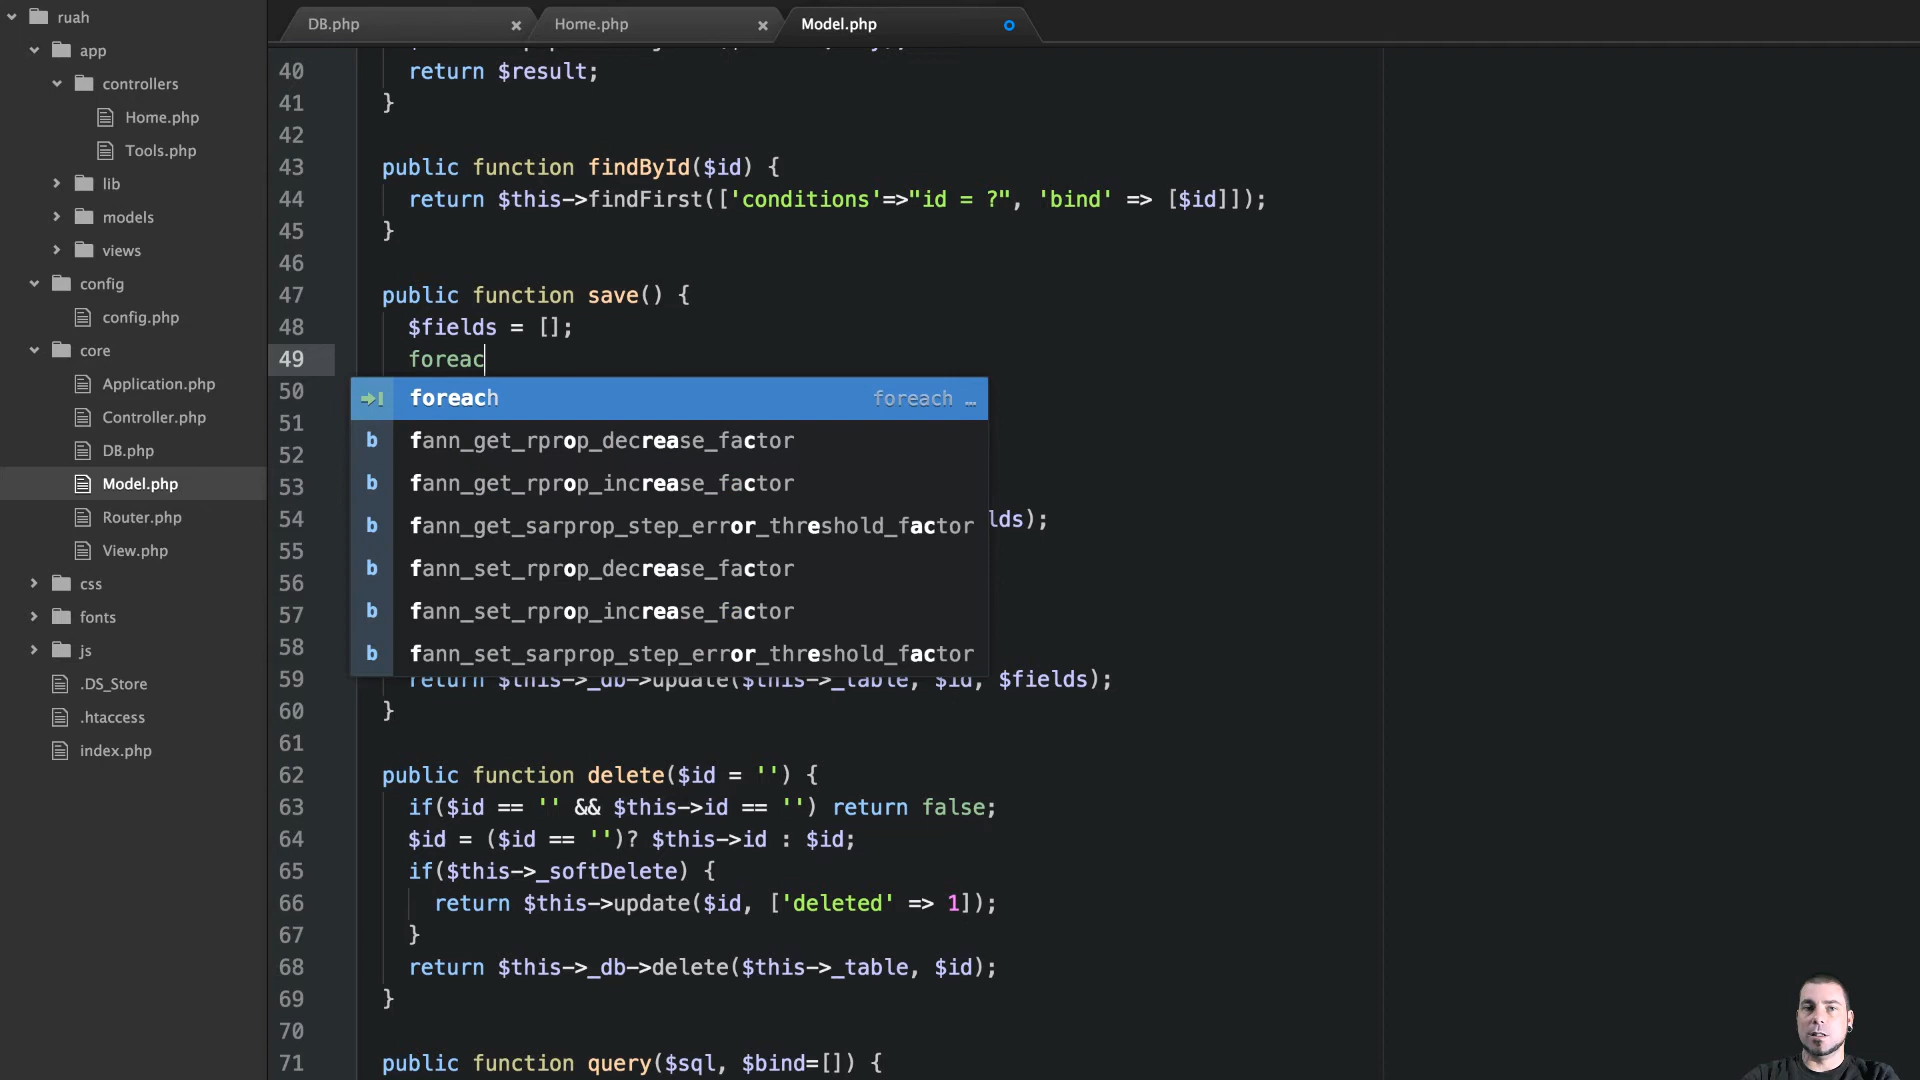 ruah
app
controllers
Home.php
Tools.php
lib
models
views
config
config.php
core
Application.php
Controller.php
DB.php
Model.php
Router.php
View.php
css
fonts
js
.DS_Store
.htaccess
index.php
DB.php
Home.php
Model.php
40 return $result;
41 }
42
43 public function findById($id) {
44 return $this->findFirst(['conditions'=>"id = ?", 'bind' => [$id]]);
45 }
46
47 public function save() {
48 $fields = [];
49 foreac
50 foreach foreach …
b fann_get_rprop_decrease_factor
51
b fann_get_rprop_increase_factor
52
53
b fann_get_sarprop_step_error_threshold_factor
54 lds);
b fann_set_rprop_decrease_factor
55
56
b fann_set_rprop_increase_factor
57
b fann_set_sarprop_step_error_threshold_factor
58
59 return $this->_db->update($this->_table, $id, $fields);
60 }
61
62 public function delete($id = '') {
63 if($id == '' && $this->id == '') return false;
64 $id = ($id == '')? $this->id : $id;
65 if($this->_softDelete) {
66 return $this->update($id, ['deleted' => 1]);
67 }
68 return $this->_db->delete($this->_table, $id);
69 }
70
71 public function query($sql, $bind=[]) {